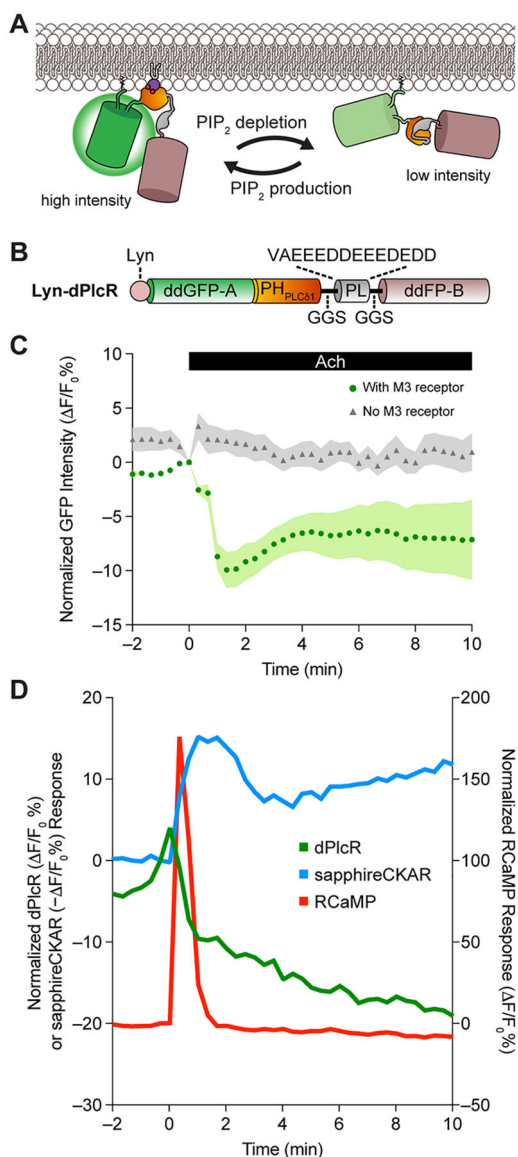 A
PIP2 depletion
PIP2 production
high intensity
low intensity
B
Lyn
VAEEEDDEEEDEDD
Lyn-dPlcR
ddGFP-A
PHPLCδ1
PL
ddFP-B
GGS
GGS
C
Ach
With M3 receptor
No M3 receptor
Normalized GFP Intensity (ΔF/F0%)
10
5
0
–5
–10
–15
–2
0
2
4
6
8
10
Time (min)
D
Normalized dPlcR (ΔF/F0 %)
or sapphireCKAR (−ΔF/F0%) Response
20
10
0
–10
–20
–30
dPlcR
sapphireCKAR
RCaMP
200
150
100
50
0
–50
Normalized RCaMP
Response (ΔF/F0%)
–2
0
2
4
6
8
10
Time (min)